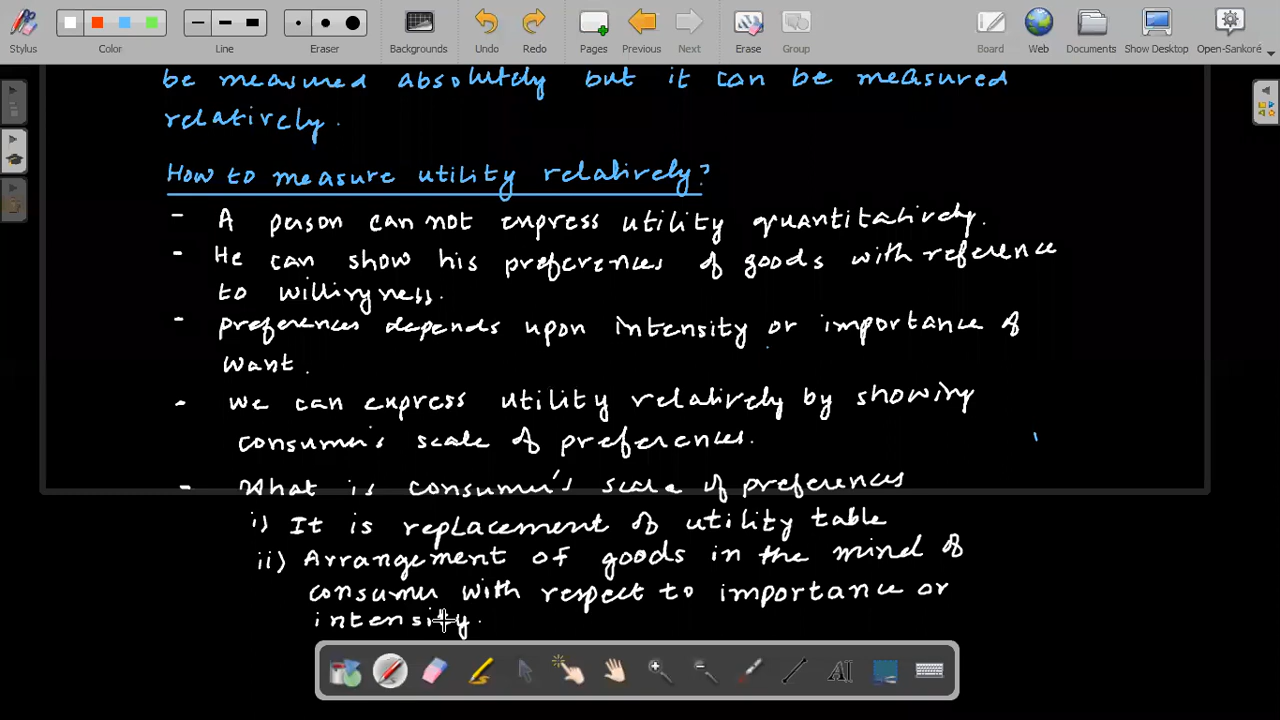 Stylus
Color
Line
Eraser
Backgrounds
Undo
Redo
Pages
Previous
Next
Erase
Group
Board
Web
Documents
Show Desktop
Open-Sankoré
be measured absolutely but it can be measured
relatively.
How to measure utility relatively?
- A person can not express utility quantitatively.
- He can show his preferences of goods with reference
to willingness.
- preferences depends upon intensity or importance of
want.
- We can express utility relatively by showing
consumer's scale of preferences.
- What is consumer's scale of preferences
i) It is replacement of utility table
ii) Arrangement of goods in the mind of
consumer with respect to importance or
intensity.